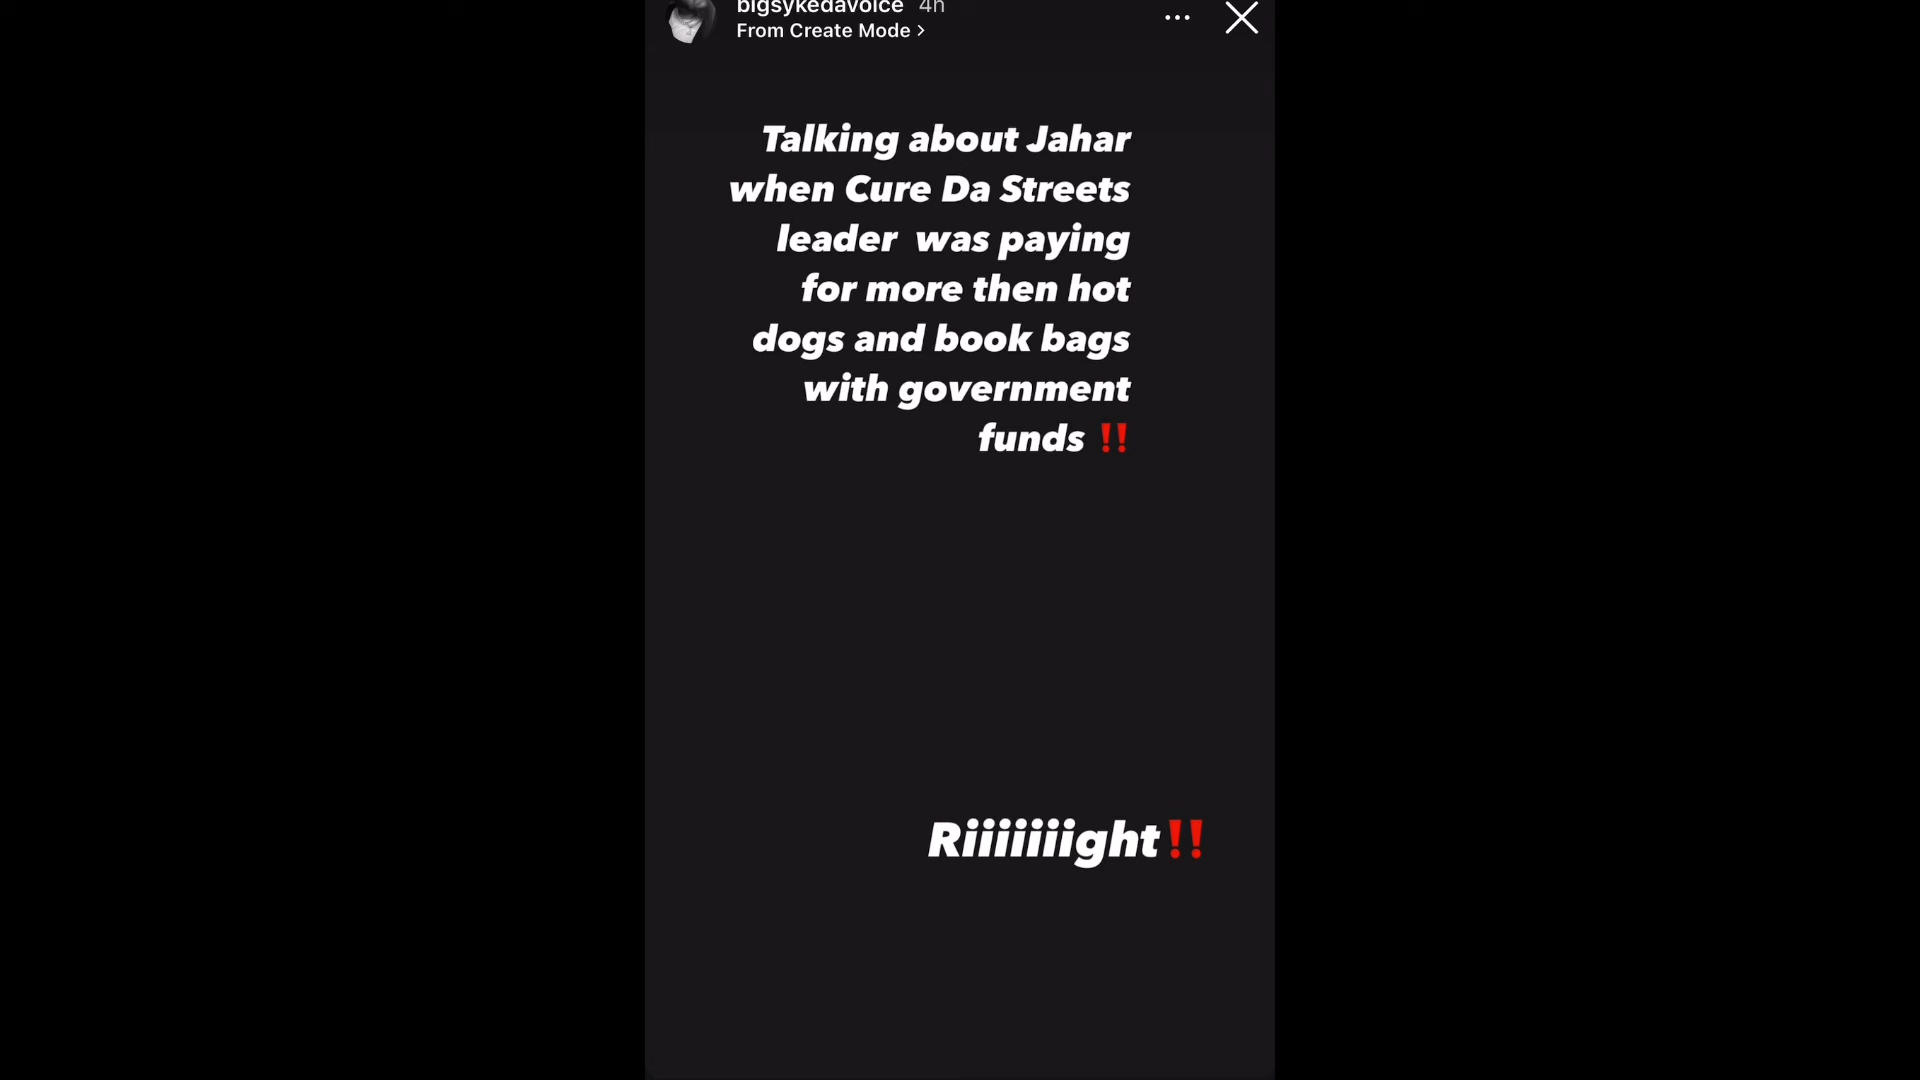 bigsykedavoice 4h
From Create Mode >
Talking about Jahar
when Cure Da Streets
leader was paying
for more then hot
dogs and book bags
with government
funds ‼️
Riiiiiiight‼️